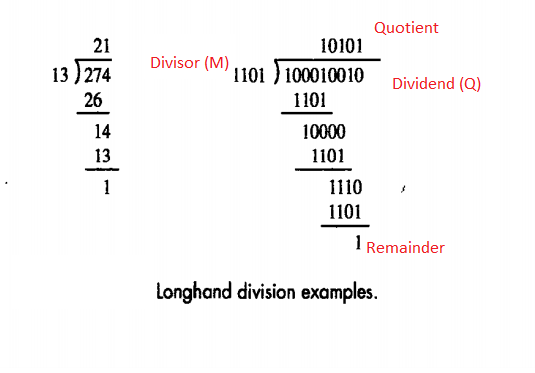 21
13 ) 274
26
14
13
1
Quotient
10101
Divisor (M) 1101 ) 100010010 Dividend (Q)
1101
10000
1101
1110
1101
1 Remainder
Longhand division examples.